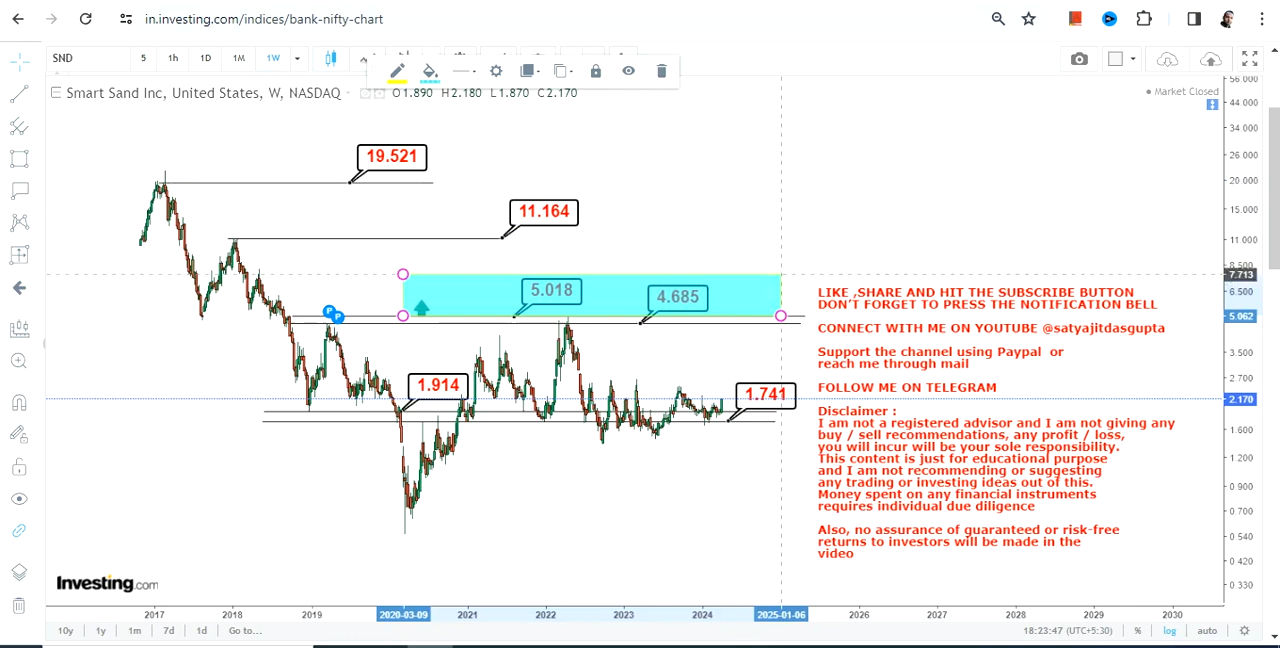 in.investing.com/indices/bank-nifty-chart
SND
5
1h
1D
1M
1W
Smart Sand Inc, United States, W, NASDAQ
O1.890 H2.180 L1.870 C2.170
Market Closed
56.000
44.000
34.000
26.000
20.000
15.000
11.000
8.500
7.713
6.500
5.062
3.500
2.700
2.170
1.600
1.200
0.900
0.700
0.540
0.420
0.330
19.521
11.164
5.018
4.685
1.914
1.741
P
P
LIKE ,SHARE AND HIT THE SUBSCRIBE BUTTON
DON'T FORGET TO PRESS THE NOTIFICATION BELL
CONNECT WITH ME ON YOUTUBE @satyajitdasgupta
Support the channel using Paypal or
reach me through mail
FOLLOW ME ON TELEGRAM
Disclaimer :
I am not a registered advisor and I am not giving any
buy / sell recommendations, any profit / loss,
you will incur will be your sole responsibility.
This content is just for educational purpose
and I am not recommending or suggesting
any trading or investing ideas out of this.
Money spent on any financial instruments
requires individual due diligence
Also, no assurance of guaranteed or risk-free
returns to investors will be made in the
video
Investing.com
2017
2018
2019
2020-03-09
2021
2022
2023
2024
2025-01-06
2026
2027
2028
2029
2030
10y
1y
1m
7d
1d
Go to...
18:23:47 (UTC+5:30)
%
log
auto